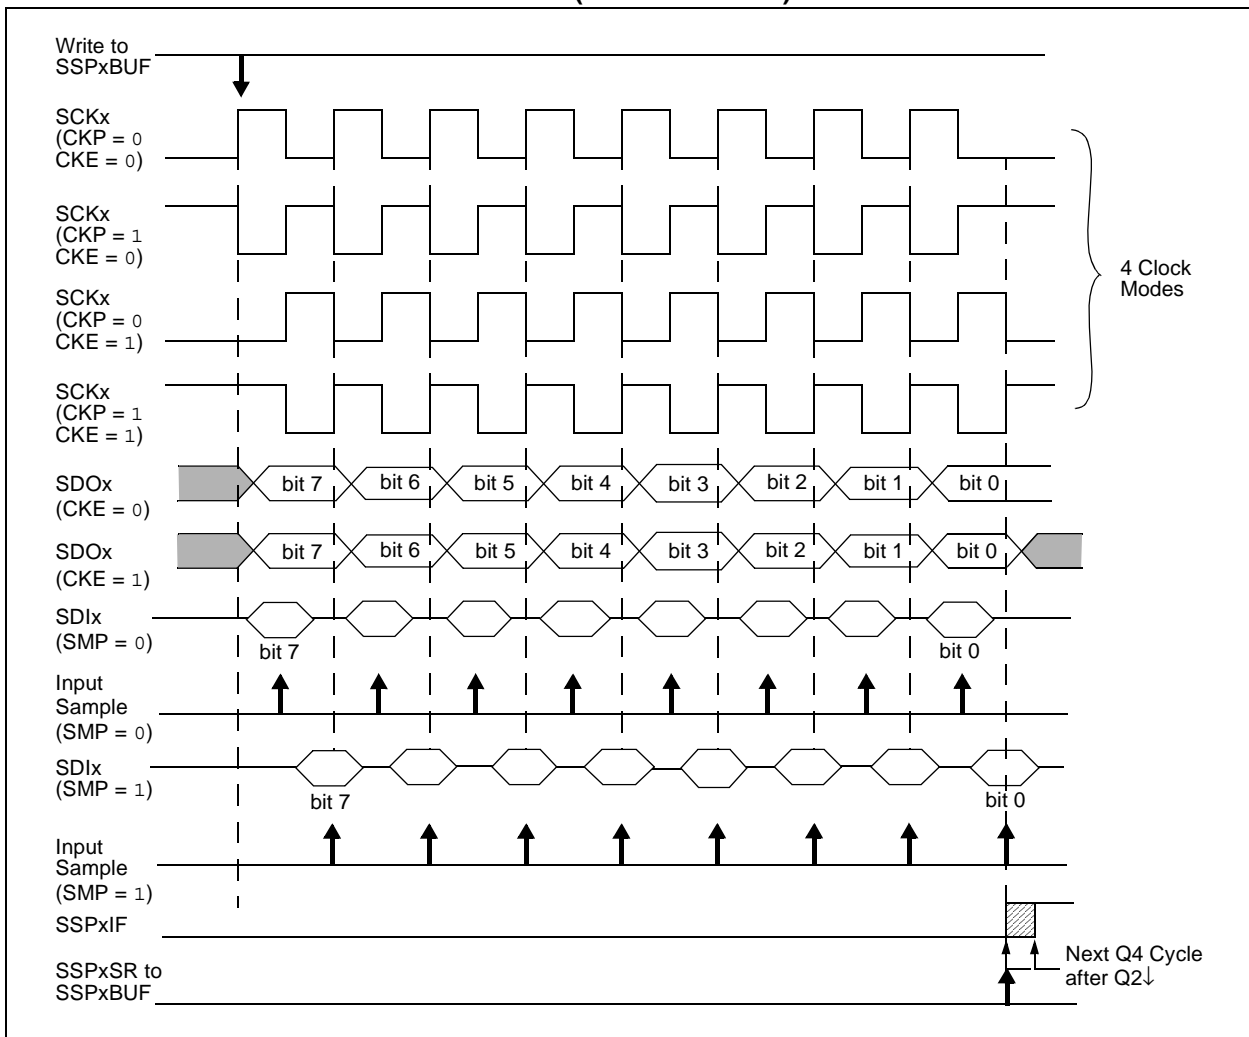 Write to
SSPxBUF
SCKx
(CKP = 0
CKE = 0)
SCKx
(CKP = 1
CKE = 0)
4 Clock
Modes
SCKx
(CKP = 0
CKE = 1)
SCKx
(CKP = 1
CKE = 1)
SDOx
(CKE = 0)
bit 7 bit 6 bit 5 bit 4 bit 3 bit 2 bit 1 bit 0
SDOx
(CKE = 1)
bit 7 bit 6 bit 5 bit 4 bit 3 bit 2 bit 1 bit 0
SDIx
(SMP = 0)
bit 7 bit 0
Input
Sample
(SMP = 0)
SDIx
(SMP = 1)
bit 7 bit 0
Input
Sample
(SMP = 1)
SSPxIF
Next Q4 Cycle
after Q2↓
SSPxSR to
SSPxBUF